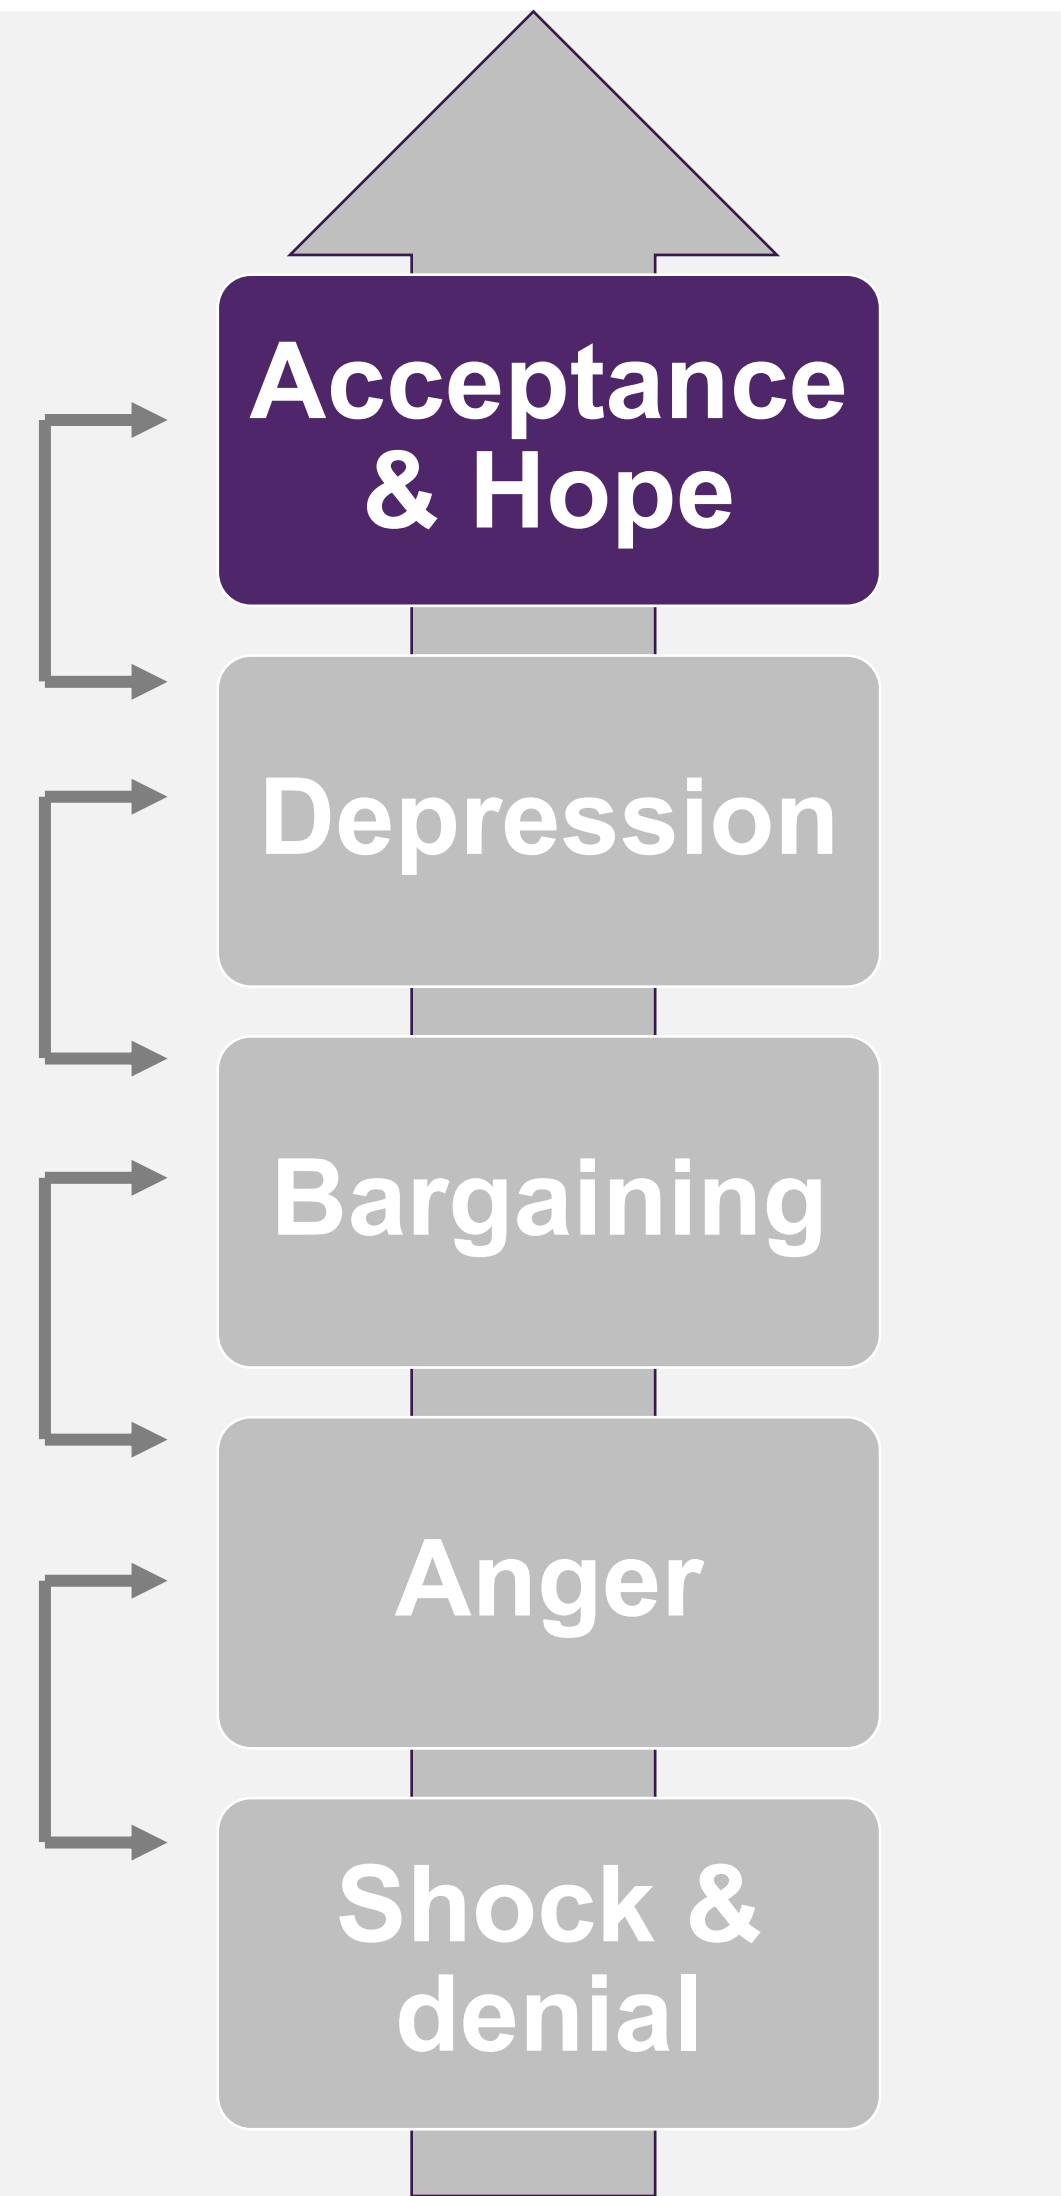 Acceptance
& Hope
Depression
Bargaining
Anger
Shock &
denial